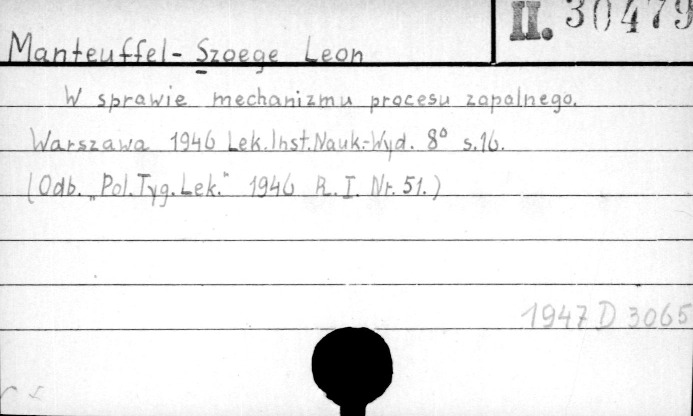 II. 30479
Manteuffel- Szoege Leon
W sprawie mechanizmu procesu zapalnego.
Warszawa 1946 Lek.Inst.Nauk.-Wyd. 8° s.16.
(Odb. „Pol.Tyg.Lek.” 1946 R. I. Nr. 51.)
1947 D 3065